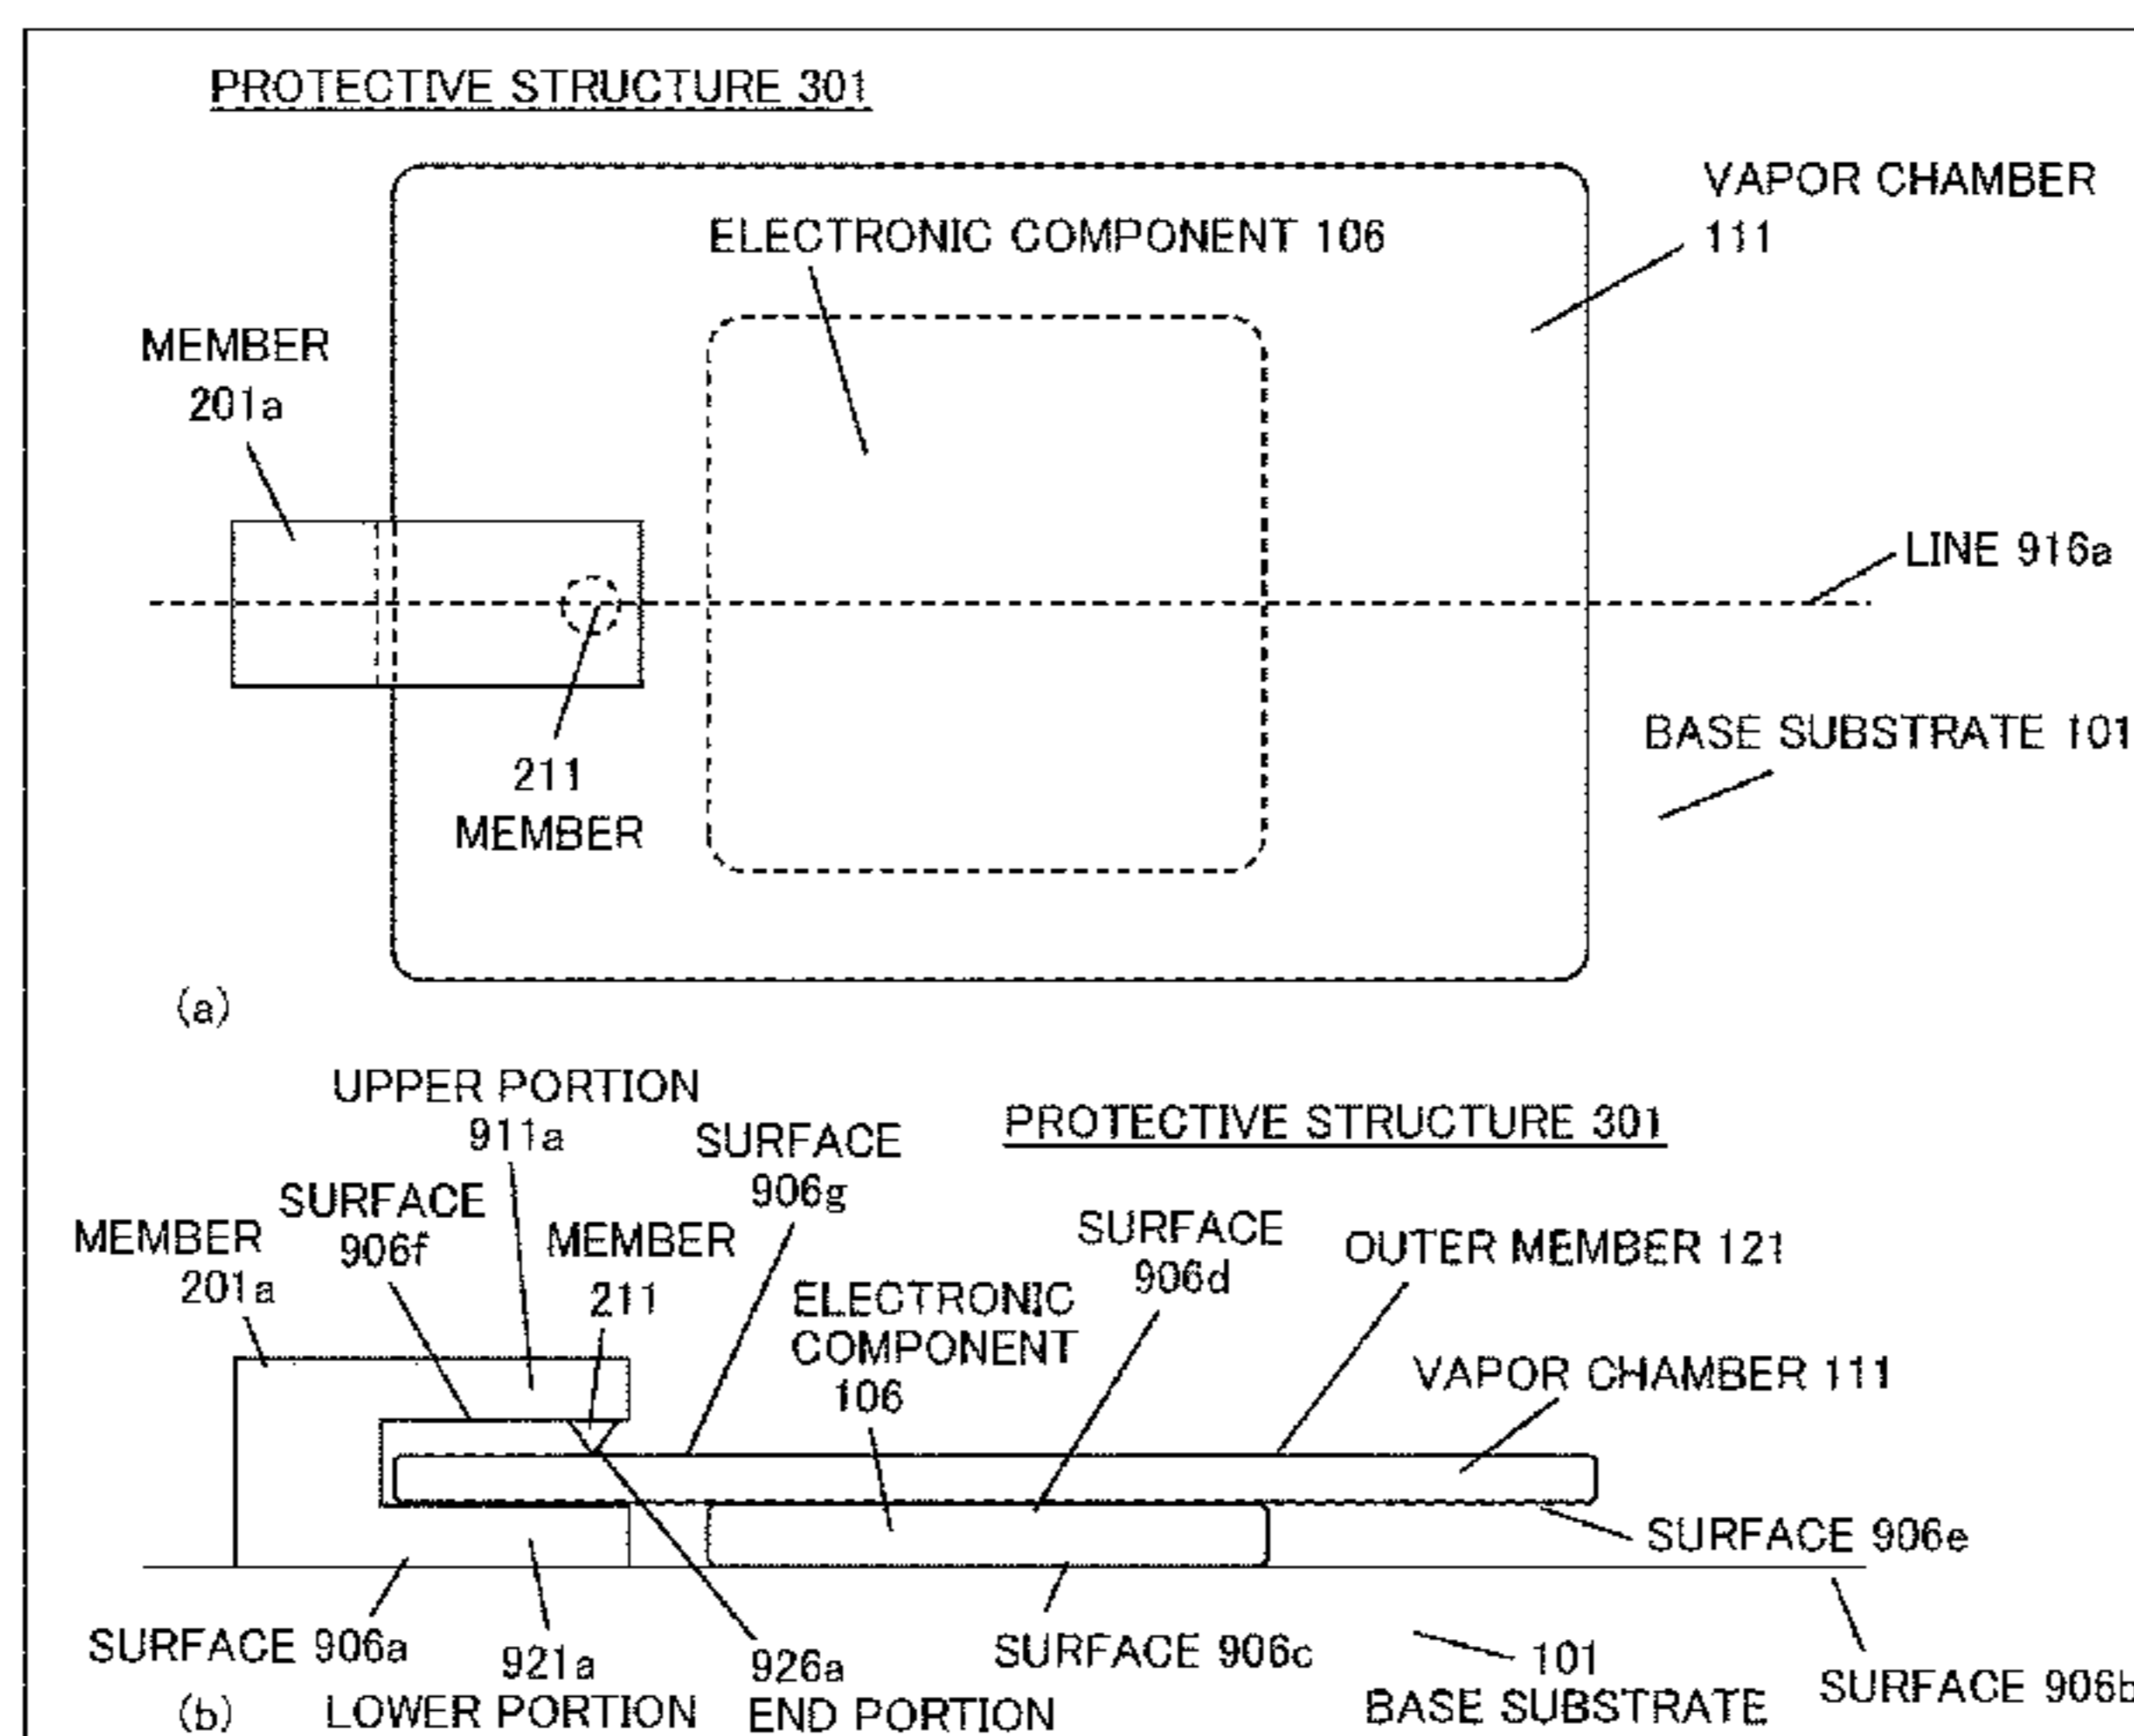 PROTECTIVE STRUCTURE 301
VAPOR CHAMBER
111
ELECTRONIC COMPONENT 106
MEMBER
201a
LINE 916a
BASE SUBSTRATE 101
211
MEMBER
(a)
UPPER PORTION
911a
PROTECTIVE STRUCTURE 301
SURFACE
906g
SURFACE
906f
MEMBER
201a
MEMBER
211
SURFACE
906d
OUTER MEMBER 121
ELECTRONIC
COMPONENT
106
VAPOR CHAMBER 111
SURFACE 906e
SURFACE 906a
921a
LOWER PORTION
926a
END PORTION
SURFACE 906c
101
BASE SUBSTRATE
SURFACE 906b
(b)